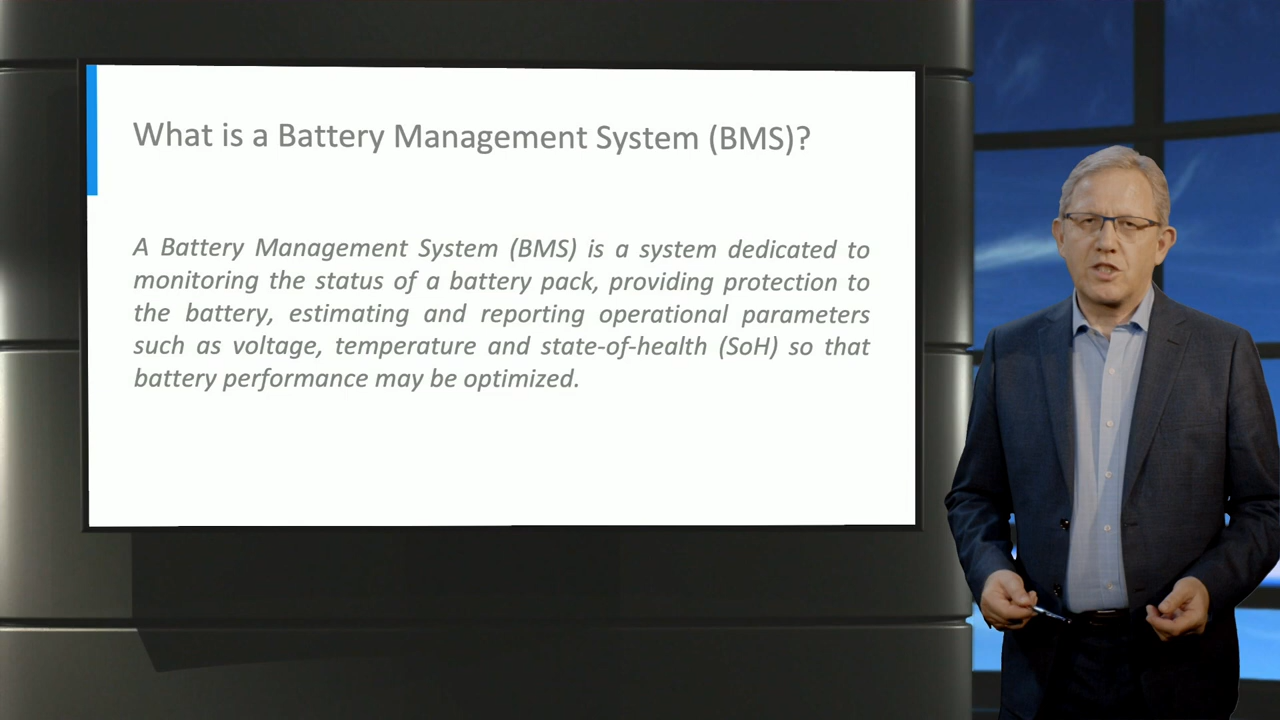 What is a Battery Management System (BMS)?
A Battery Management System (BMS) is a system dedicated to
monitoring the status of a battery pack, providing protection to
the battery, estimating and reporting operational parameters
such as voltage, temperature and state-of-health (SoH) so that
battery performance may be optimized.